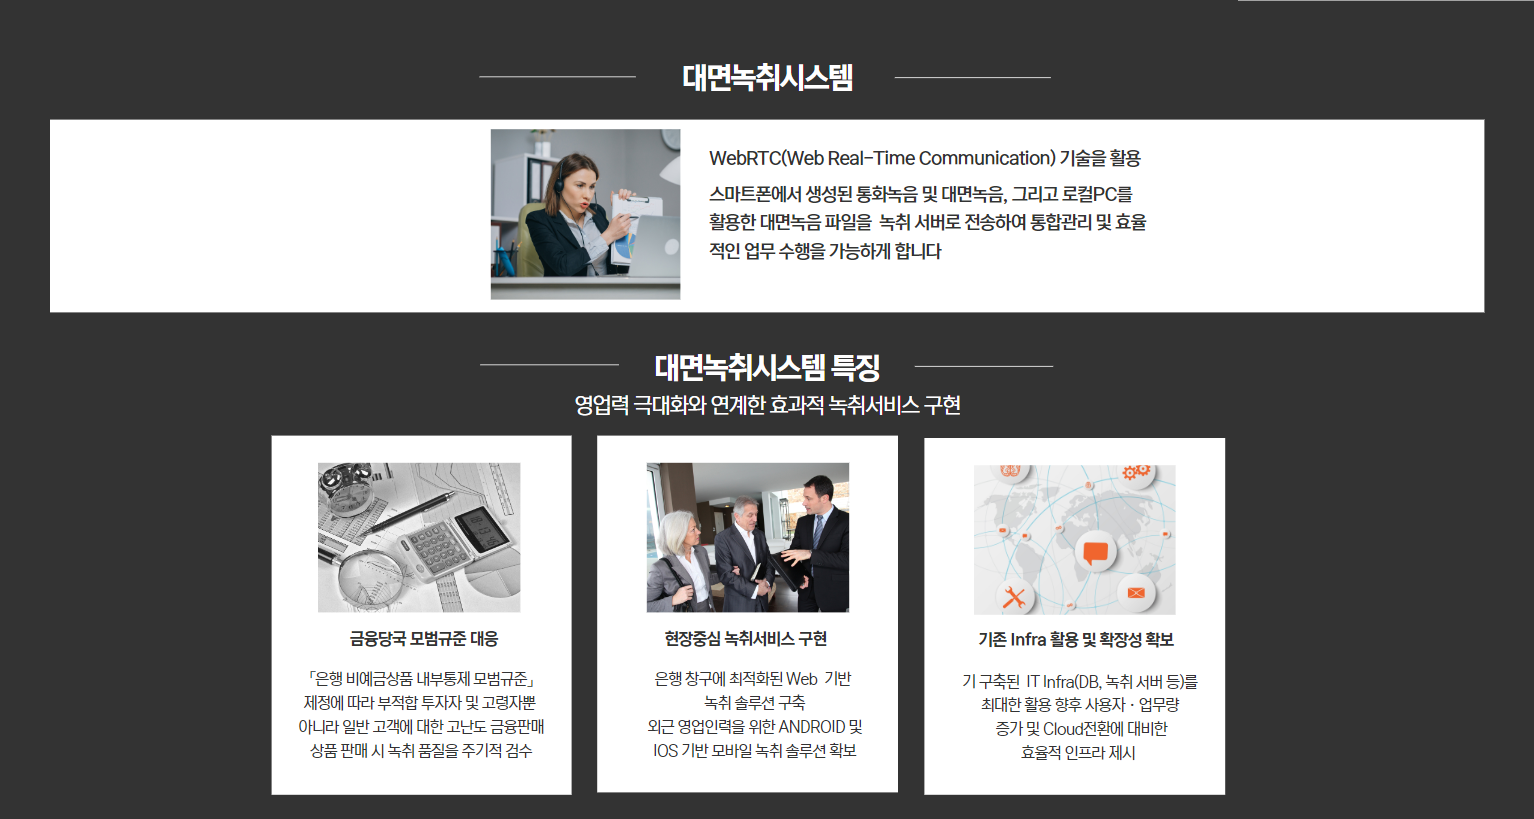 대면녹취시스템
WebRTC(Web Real-Time Communication) 기술을 활용
스마트폰에서 생성된 통화녹음 및 대면녹음, 그리고 로컬PC를
활용한 대면녹음 파일을 녹취 서버로 전송하여 통합관리 및 효율
적인 업무 수행을 가능하게 합니다
대면녹취시스템 특징
영업력 극대화와 연계한 효과적 녹취서비스 구현
금융당국 모범규준 대응
「은행 비예금상품 내부통제 모범규준」
제정에 따라 부적합 투자자 및 고령자뿐
아니라 일반 고객에 대한 고난도 금융판매
상품 판매 시 녹취 품질을 주기적 검수
현장중심 녹취서비스 구현
은행 창구에 최적화된 Web 기반
녹취 솔루션 구축
외근 영업인력을 위한 ANDROID 및
IOS 기반 모바일 녹취 솔루션 확보
기존 Infra 활용 및 확장성 확보
기 구축된 IT Infra(DB, 녹취 서버 등)를
최대한 활용 향후 사용자 · 업무량
증가 및 Cloud전환에 대비한
효율적 인프라 제시